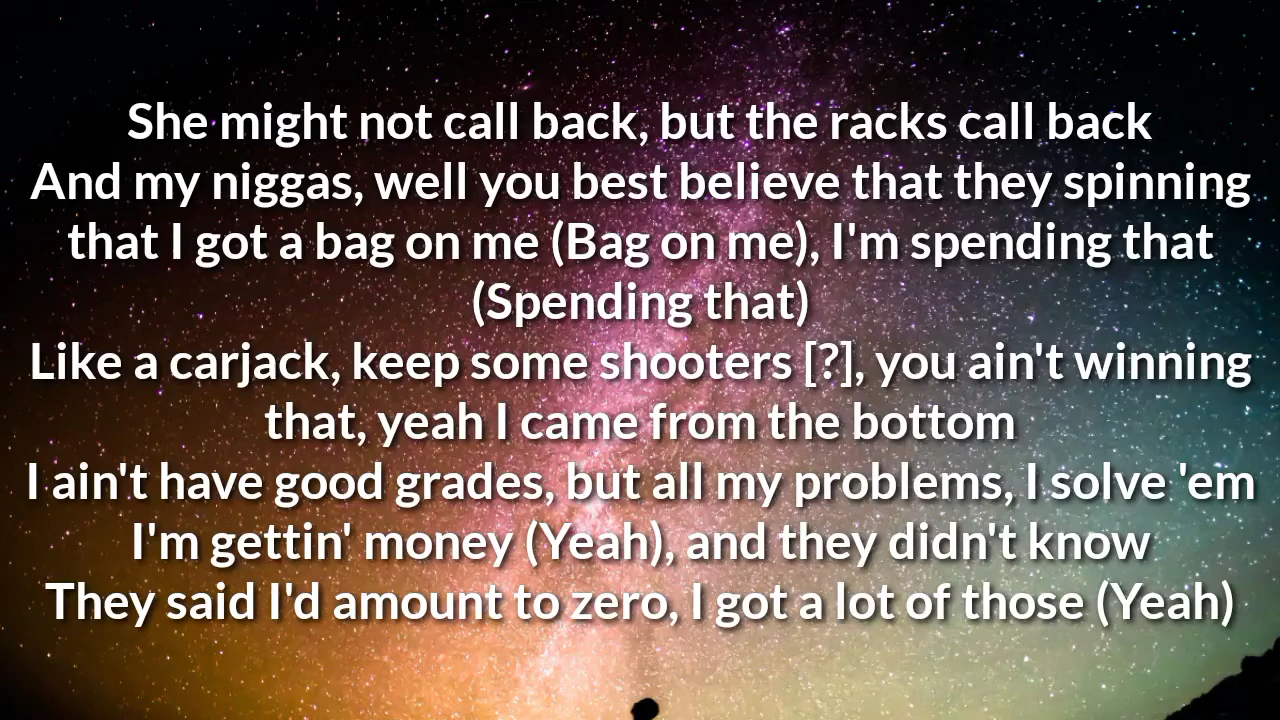 She might not call back, but the racks call back
And my niggas, well you best believe that they spinning
that I got a bag on me (Bag on me), I'm spending that
(Spending that)
Like a carjack, keep some shooters [?], you ain't winning
that, yeah I came from the bottom
I ain't have good grades, but all my problems, I solve 'em
I'm gettin' money (Yeah), and they didn't know
They said I'd amount to zero, I got a lot of those (Yeah)